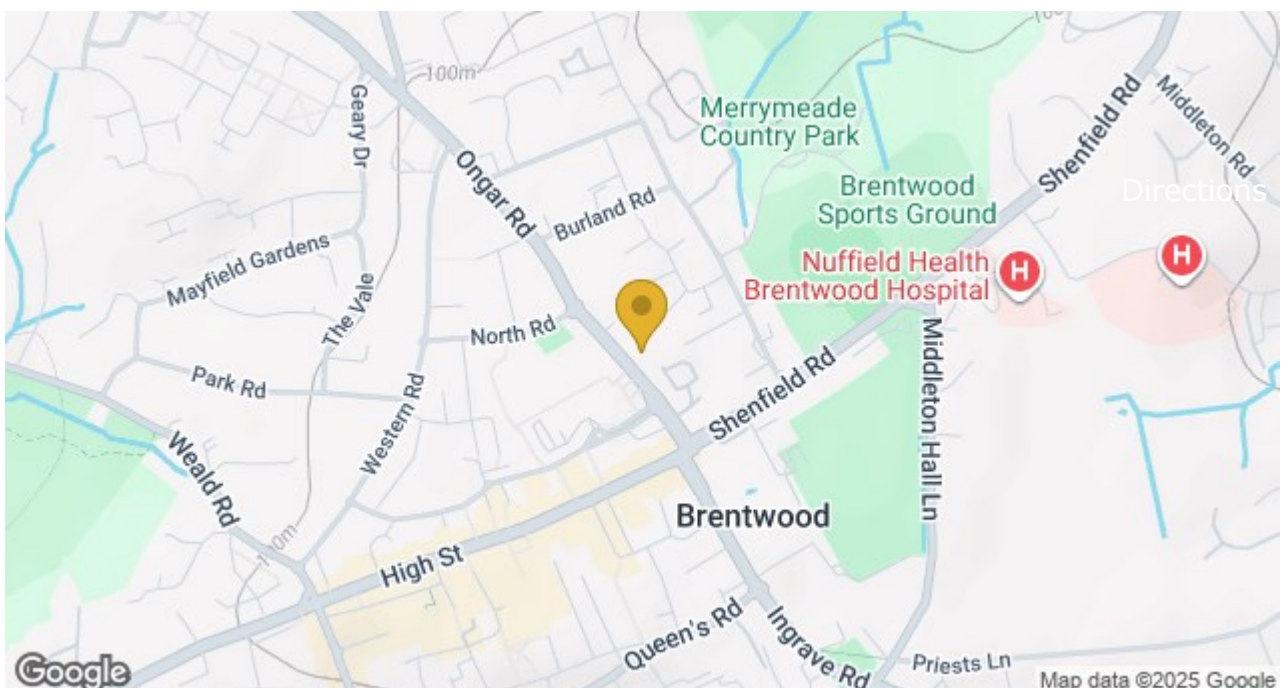 100m
100m
Geary Dr
Merrymeade
Country Park
Middleton Rd
Shenfield Rd
Ongar Rd
Directions
Brentwood
Sports Ground
Burland Rd
Mayfield Gardens
Nuffield Health
Brentwood Hospital
H
H
The Vale
North Rd
Park Rd
Shenfield Rd
Middleton Hall Ln
Western Rd
Weald Rd
Brentwood
100m
High St
Queen's Rd
Ingrave Rd
Priests Ln
Google
Map data ©2025 Google